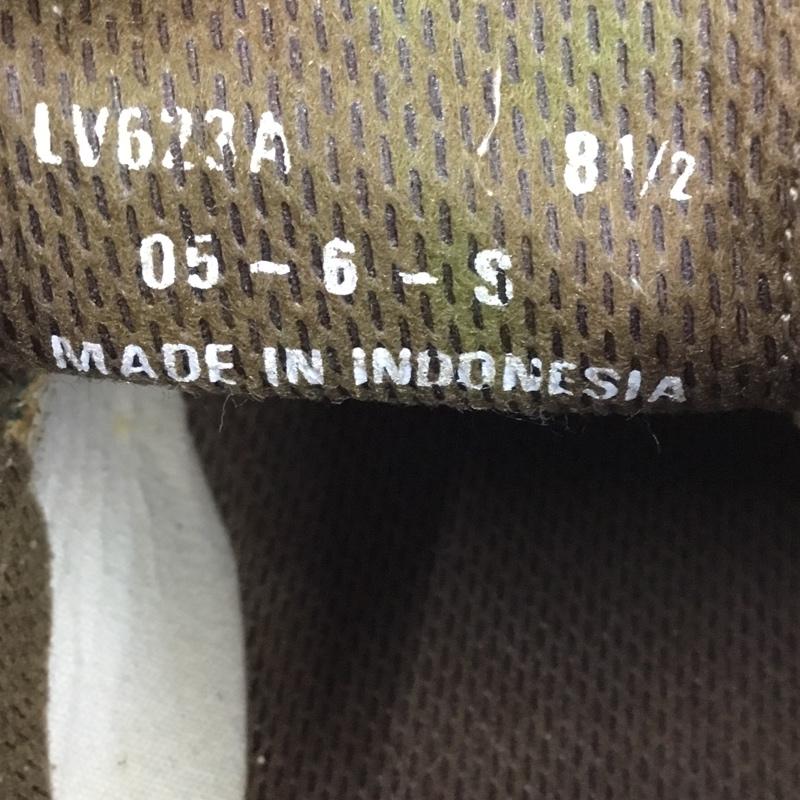 LV623A 8 1/2
05-6-S
MADE IN INDONESIA